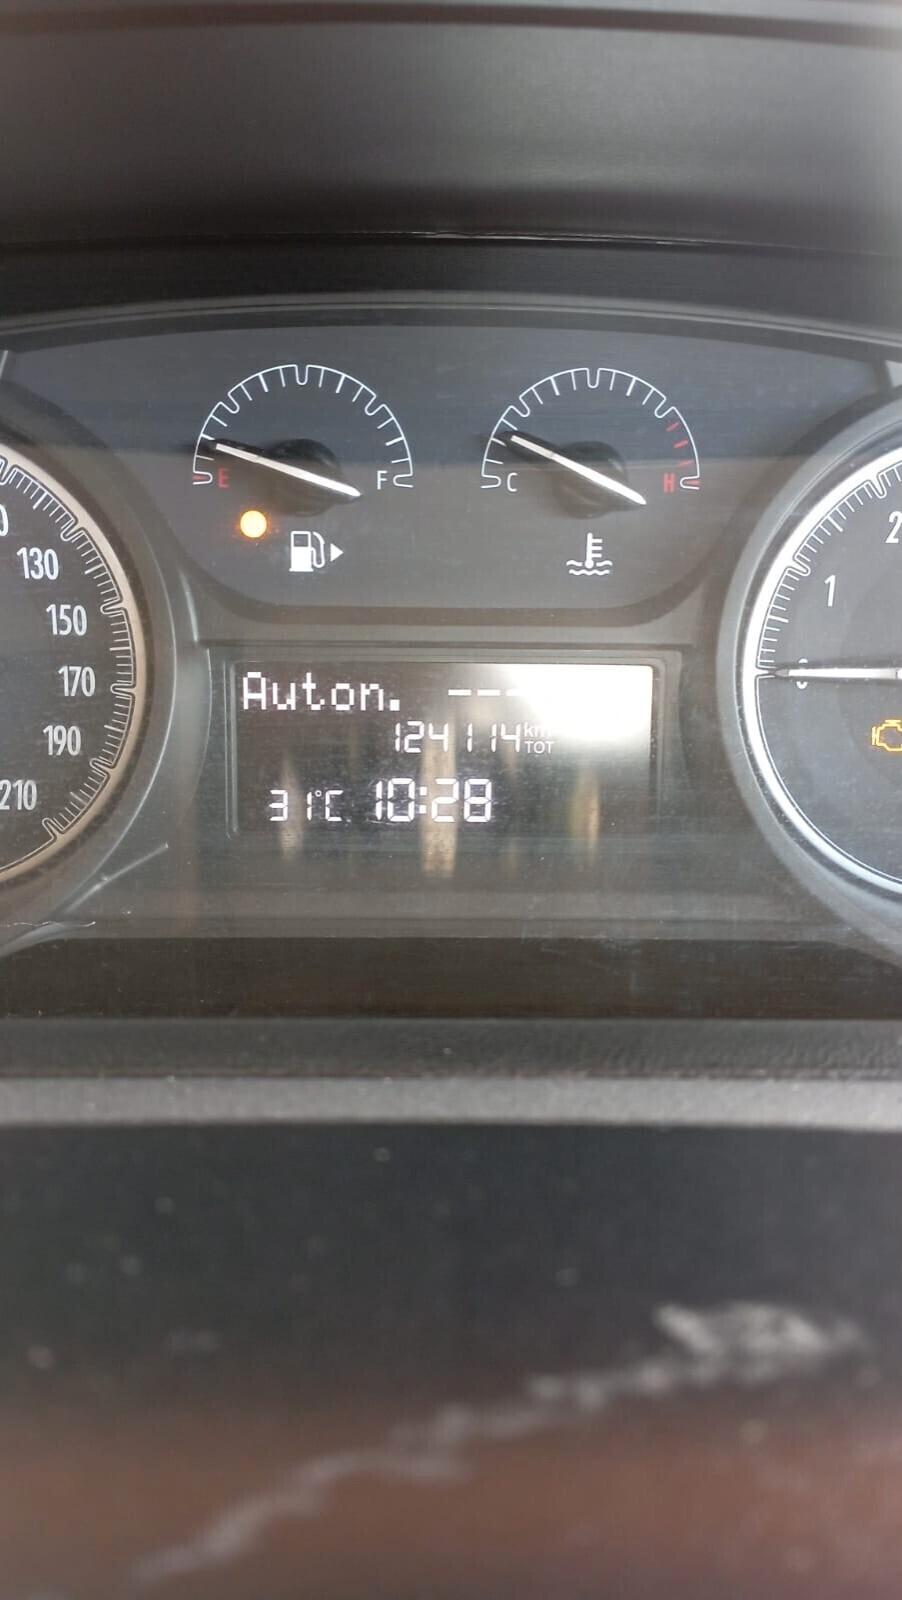 E F
C H
130
150
170
190
210
2
1
Auton. ---
124114 km
TOT
31°C 10:28